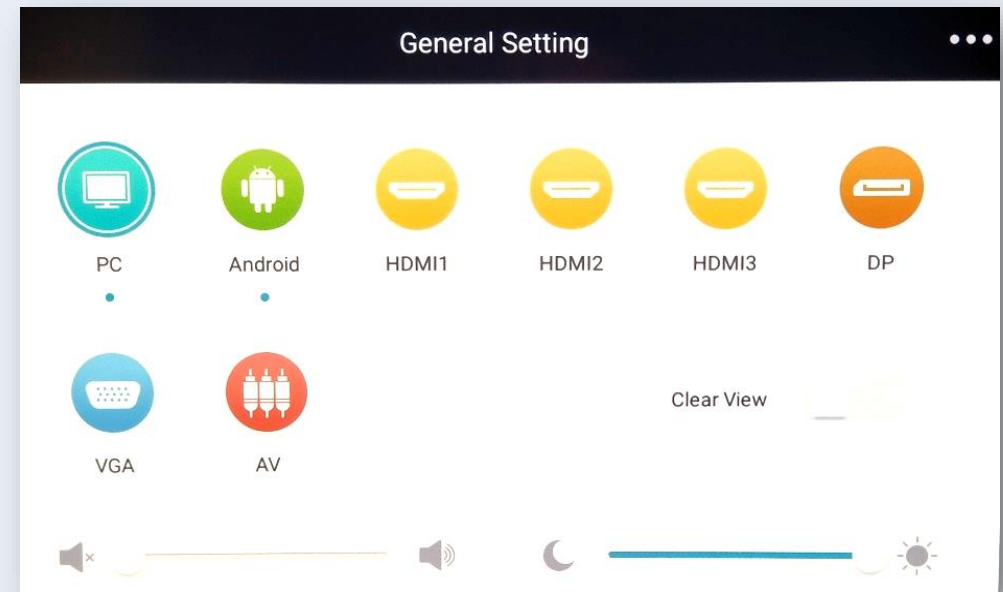 General Setting
PC
Android
HDMI1
HDMI2
HDMI3
DP
VGA
AV
Clear View